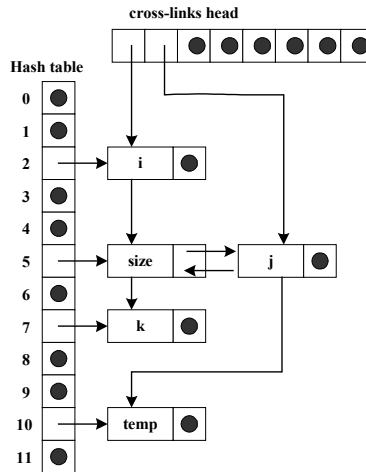 cross-links head
Hash table
0
1
2 i
3
4
5 size j
6
7 k
8
9
10 temp
11